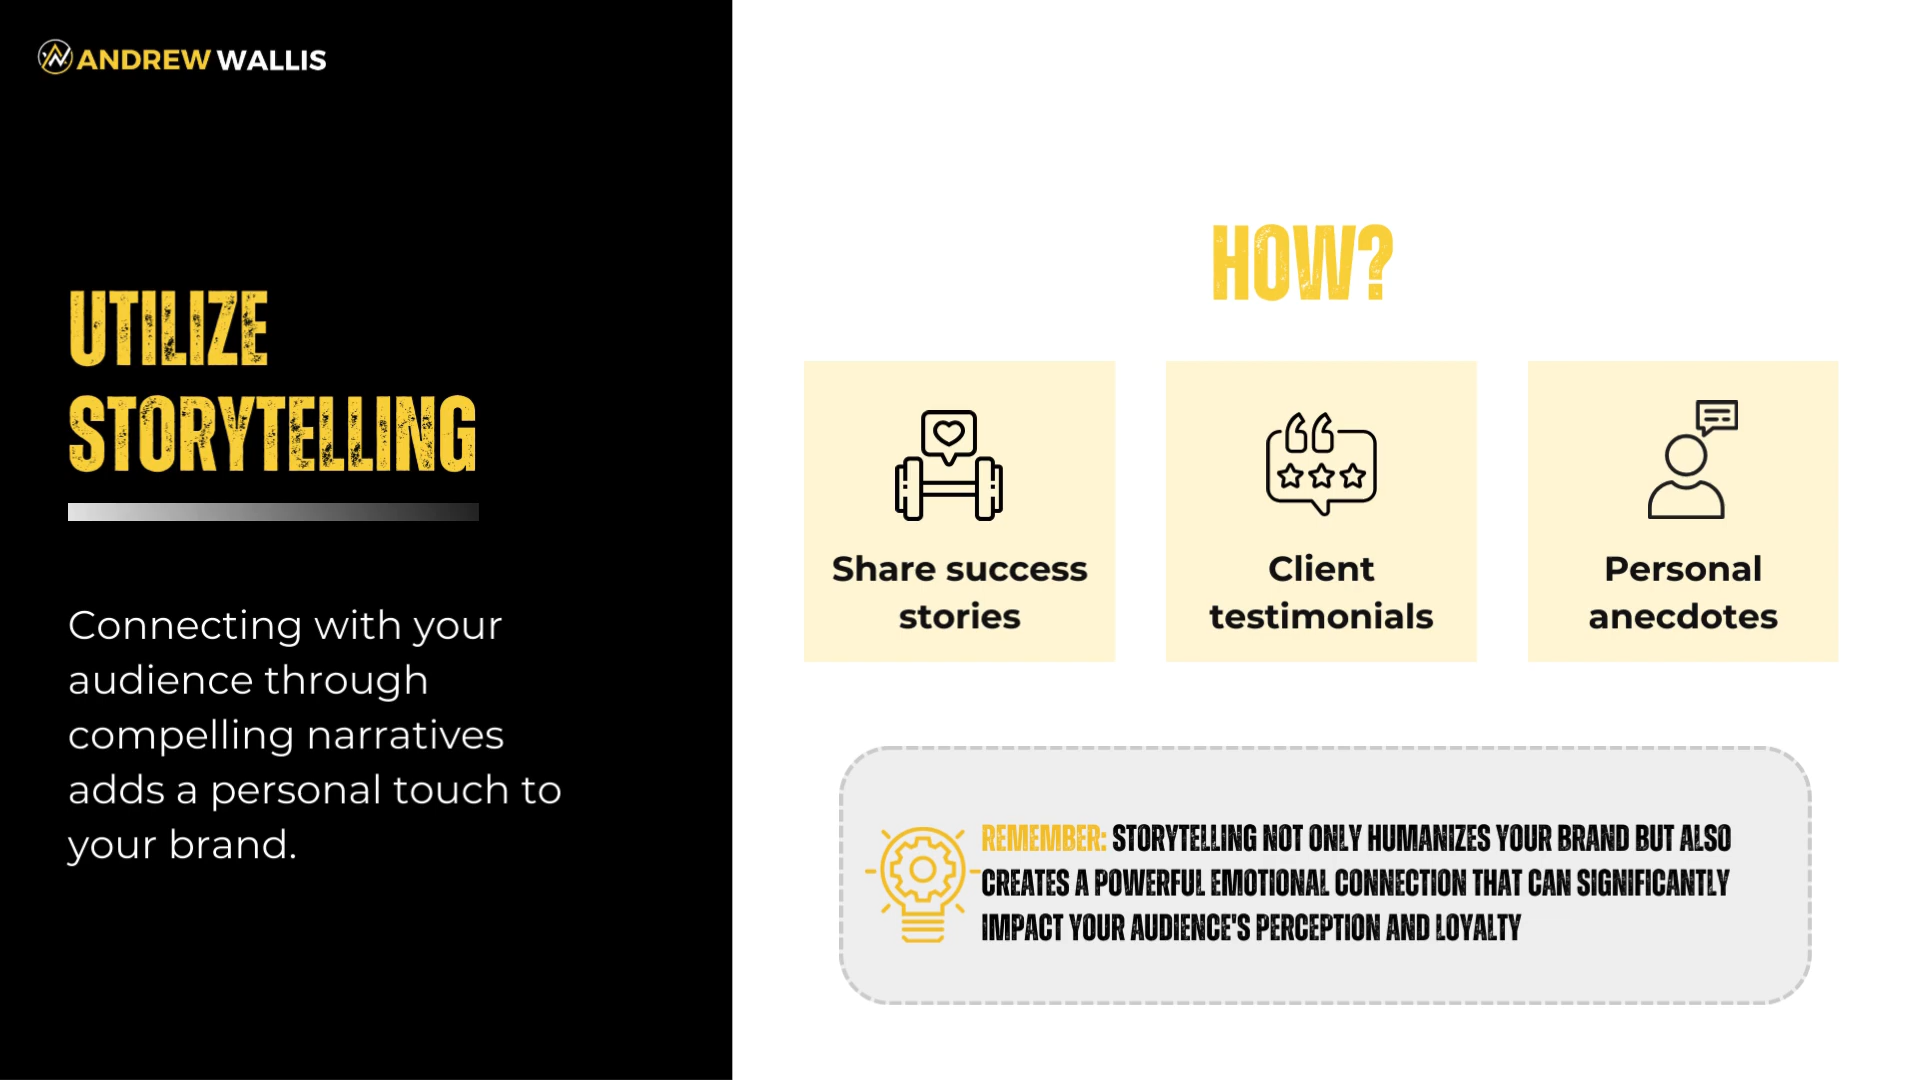 ANDREW WALLIS
UTILIZE
STORYTELLING
Connecting with your
audience through
compelling narratives
adds a personal touch to
your brand.
HOW?
Share success
stories
Client
testimonials
Personal
anecdotes
REMEMBER: STORYTELLING NOT ONLY HUMANIZES YOUR BRAND BUT ALSO
CREATES A POWERFUL EMOTIONAL CONNECTION THAT CAN SIGNIFICANTLY
IMPACT YOUR AUDIENCE'S PERCEPTION AND LOYALTY